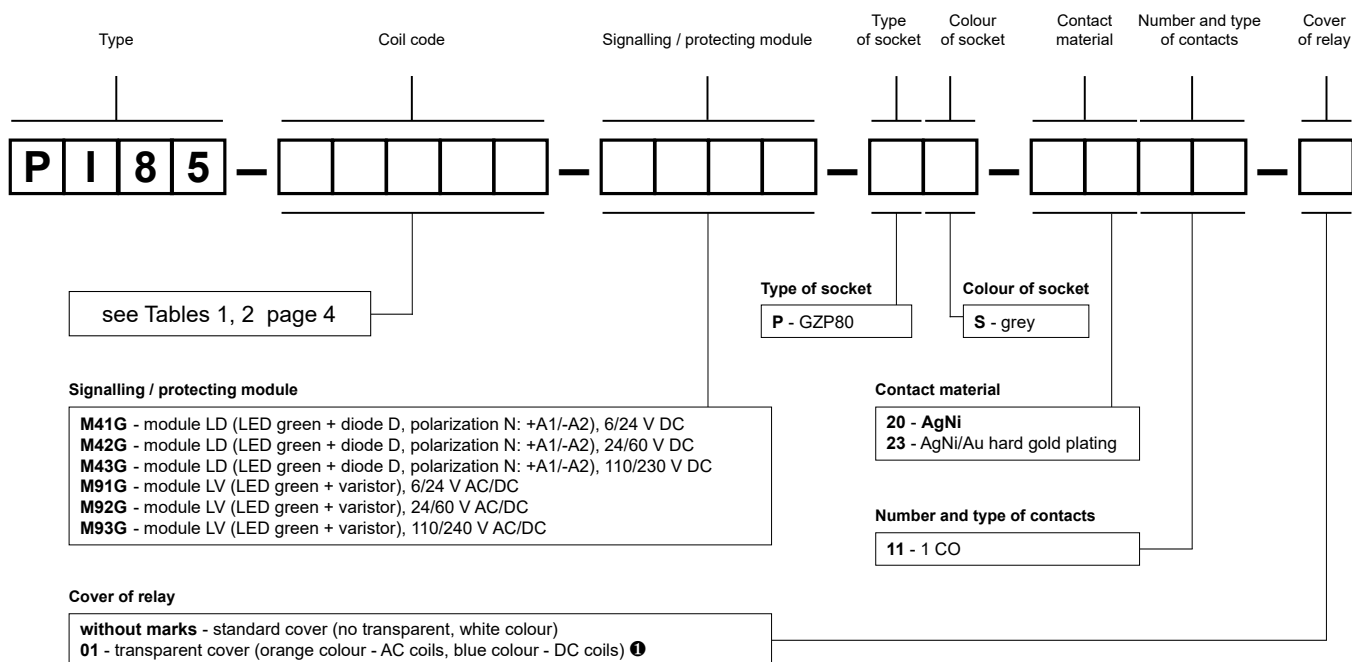 Type
Coil code
Signalling / protecting module
Type
of socket
Colour
of socket
Contact
material
Number and type
of contacts
Cover
of relay
P I 8 5 – – – – –
see Tables 1, 2 page 4
Type of socket
P - GZP80
Colour of socket
S - grey
Signalling / protecting module
M41G - module LD (LED green + diode D, polarization N: +A1/-A2), 6/24 V DC
M42G - module LD (LED green + diode D, polarization N: +A1/-A2), 24/60 V DC
M43G - module LD (LED green + diode D, polarization N: +A1/-A2), 110/230 V DC
M91G - module LV (LED green + varistor), 6/24 V AC/DC
M92G - module LV (LED green + varistor), 24/60 V AC/DC
M93G - module LV (LED green + varistor), 110/240 V AC/DC
Contact material
20 - AgNi
23 - AgNi/Au hard gold plating
Number and type of contacts
11 - 1 CO
Cover of relay
without marks - standard cover (no transparent, white colour)
01 - transparent cover (orange colour - AC coils, blue colour - DC coils) ❶